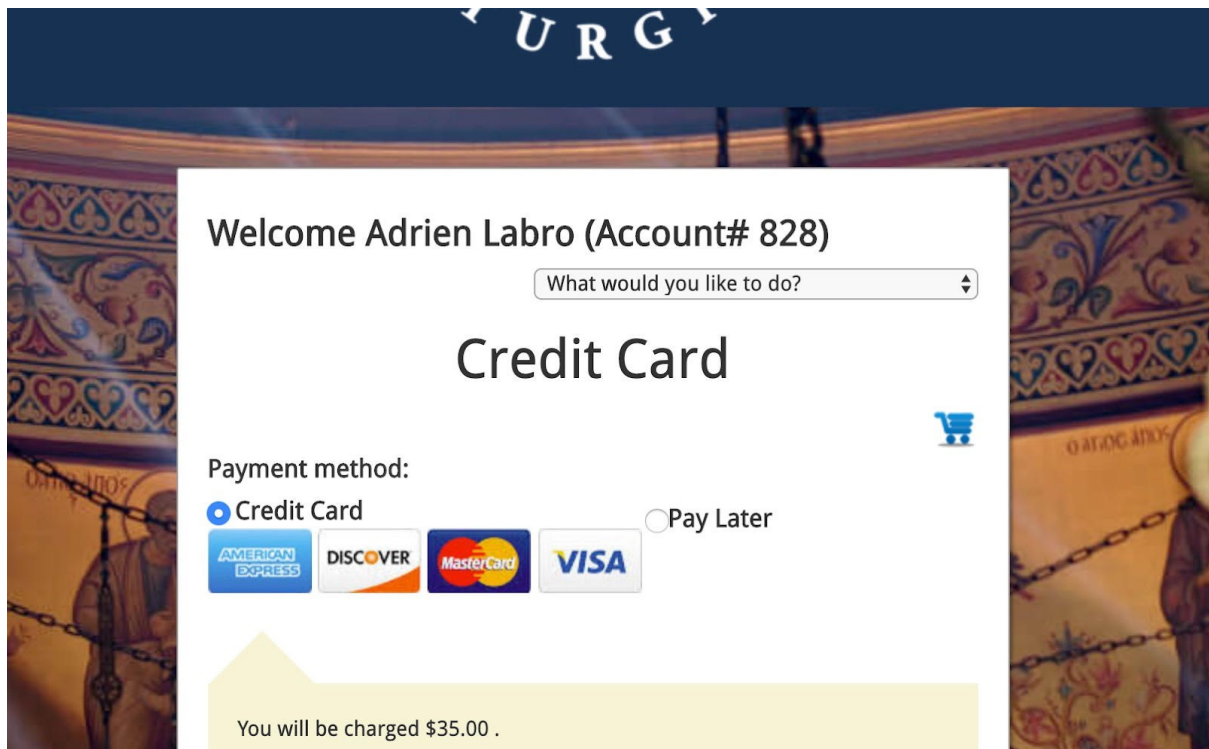 URG
Welcome Adrien Labro (Account# 828)
What would you like to do?
Credit Card
Payment method:
Credit Card
Pay Later
AMERICAN EXPRESS
DISCOVER
MasterCard
VISA
You will be charged $35.00 .